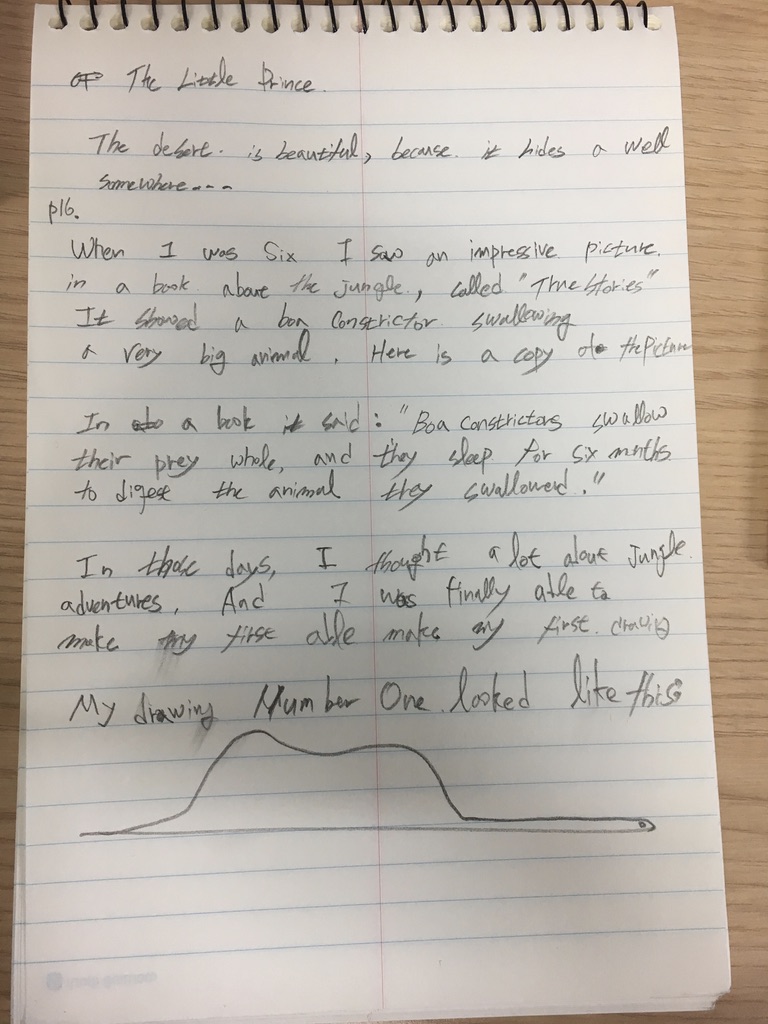 The Little Prince.
The desert. is beautiful, because. it hides a well
somewhere---
p16.
When I was Six I saw an impressive picture.
in a book about the jungle, called "True Stories"
It showed a boa Constrictor swallowing
a very big animal. Here is a copy the Picture
In a book it said: "Boa constrictors swallow
their prey whole, and they sleep for six months
to digest the animal they swallowed."
In those days, I thought a lot about jungle
adventures, And I was finally able to
make my first able make my first. drawing
My drawing Number One looked like this: